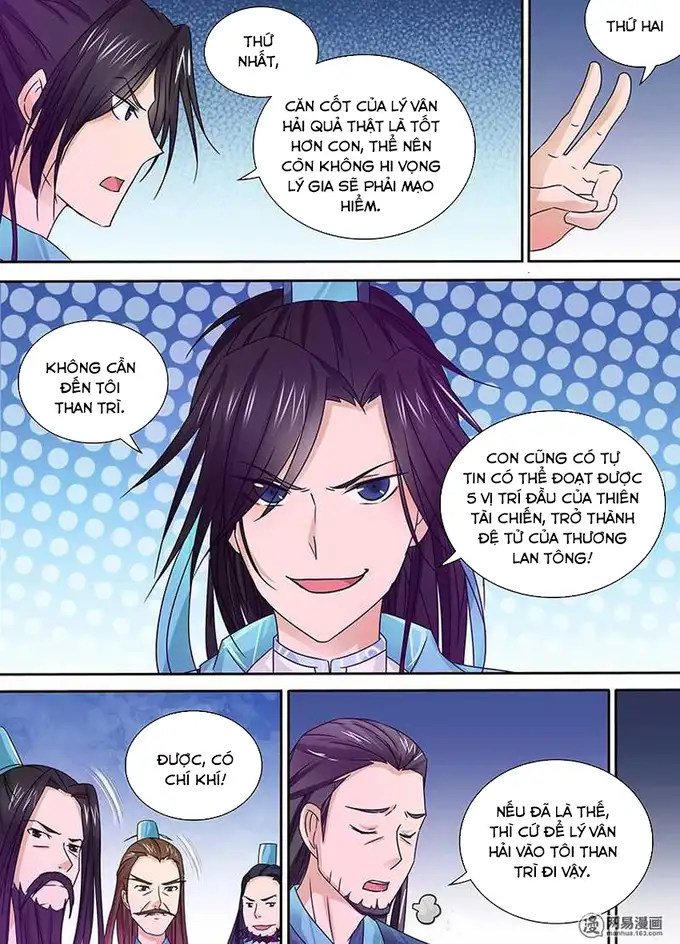 THỨ
NHẤT,
CĂN CỐT CỦA LÝ VÂN
HẢI QUẢ THẬT LÀ TỐT
HƠN CON, THỂ NÊN
CON KHÔNG HI VỌNG
LÝ GIA SẼ PHẢI MẠO
HIỂM.
THỨ HAI
KHÔNG CẦN
ĐẾN TÔI
THAN TRÌ.
CON CŨNG CÓ TỰ
TIN CÓ THỂ ĐOẠT ĐƯỢC
5 VỊ TRÍ ĐẦU CỦA THIÊN
TÀI CHIẾN, TRỞ THÀNH
ĐỆ TỬ CỦA THƯƠNG
LAN TÔNG!
ĐƯỢC, CÓ
CHÍ KHÍ!
NẾU ĐÃ LÀ THẾ,
THÌ CỨ ĐỂ LÝ VÂN
HẢI VÀO TÔI THAN
TRÌ ĐI VẬY.
网易漫画
manhua.163.com